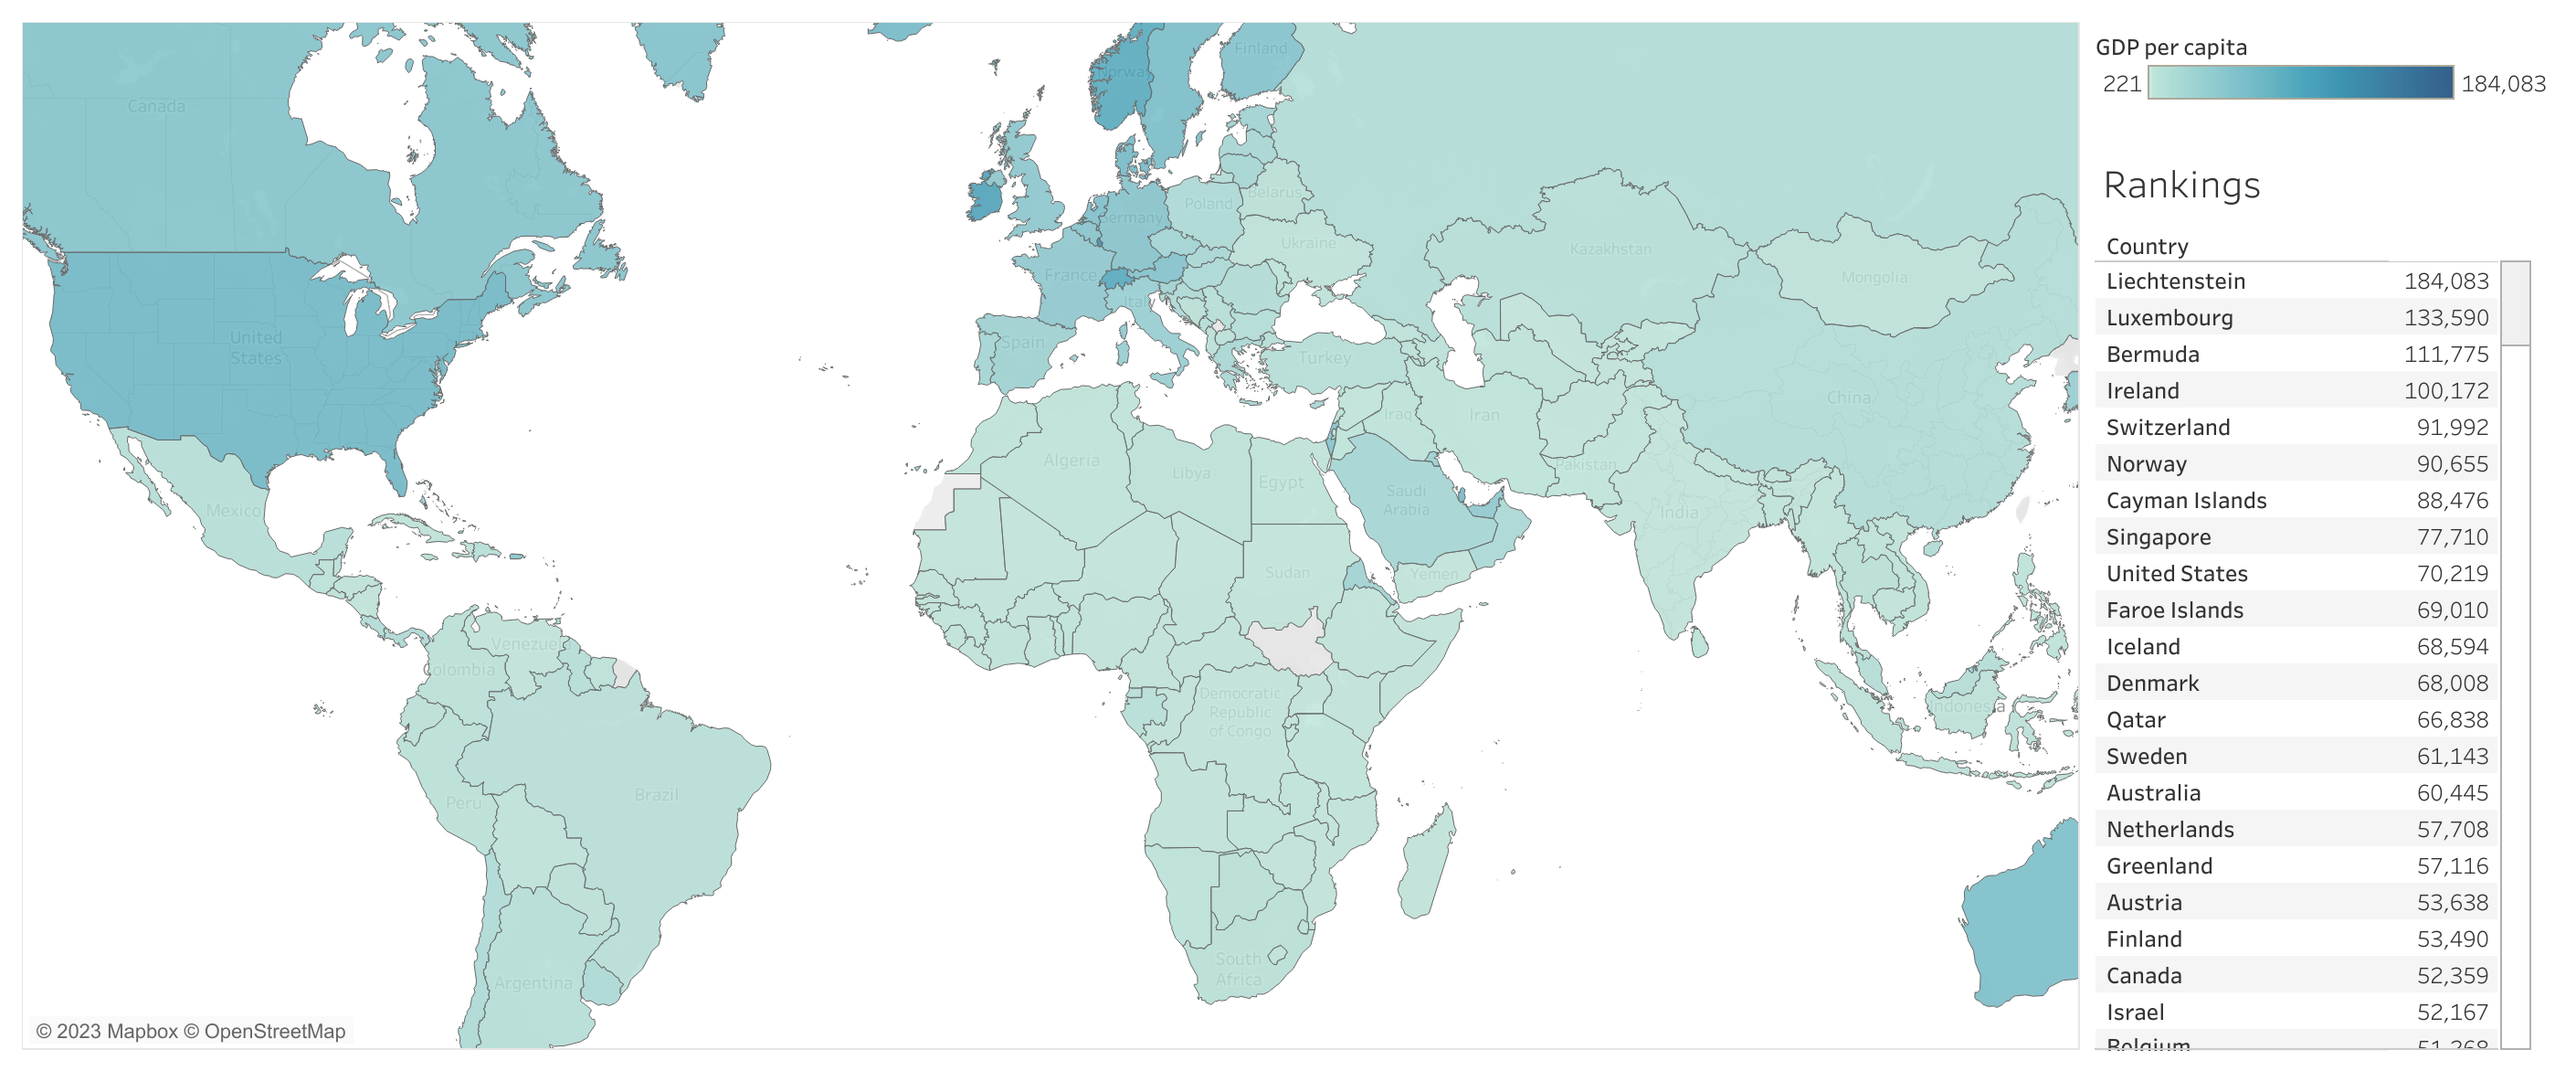 Canada
United
States
Mexico
Venezuel
Colombia
Peru
Brazil
Argentina
Finland
Norway
Belarus
Poland
Germany
Ukraine
France
Ital
Spain
Turkey
Kazakhstan
Mongolia
China
Iraq
Iran
Pakistan
India
Algeria
Libya
Egypt
Saudi
Arabia
Sudan
Yemen
Democratic
Republic
of Congo
South
Africa
Indonesia
© 2023 Mapbox © OpenStreetMap
GDP per capita
221 184,083
Rankings
Country
Liechtenstein 184,083
Luxembourg 133,590
Bermuda 111,775
Ireland 100,172
Switzerland 91,992
Norway 90,655
Cayman Islands 88,476
Singapore 77,710
United States 70,219
Faroe Islands 69,010
Iceland 68,594
Denmark 68,008
Qatar 66,838
Sweden 61,143
Australia 60,445
Netherlands 57,708
Greenland 57,116
Austria 53,638
Finland 53,490
Canada 52,359
Israel 52,167
Belgium 51,268